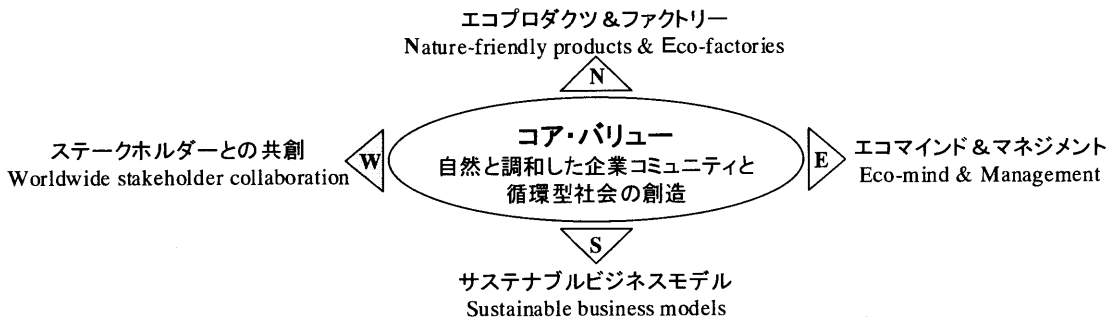 エコプロダクツ＆ファクトリー
Nature-friendly products & Eco-factories
N
コア・バリュー
自然と調和した企業コミュニティと
循環型社会の創造
ステークホルダーとの共創
Worldwide stakeholder collaboration
W
E
エコマインド＆マネジメント
Eco-mind & Management
S
サステナブルビジネスモデル
Sustainable business models